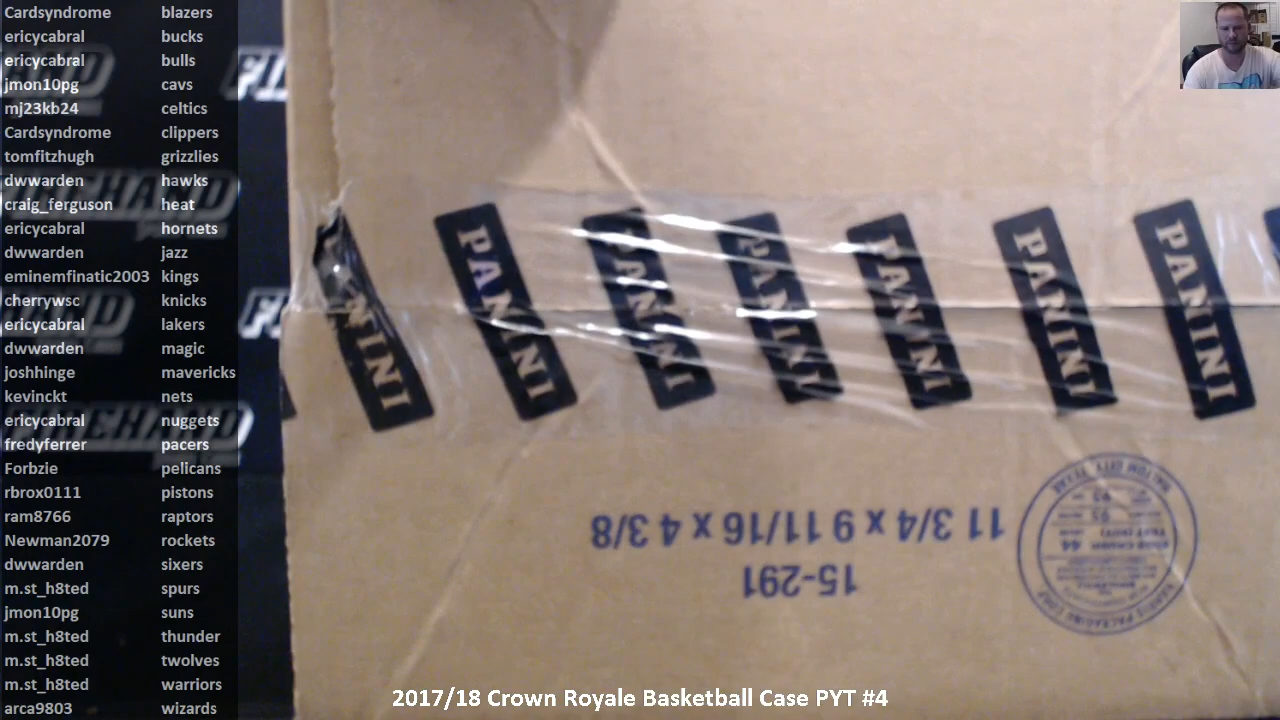 Cardsyndrome blazers
ericycabral bucks
ericycabral bulls
jmon10pg cavs
mj23kb24 celtics
Cardsyndrome clippers
tomfitzhugh grizzlies
dwwarden hawks
craig_ferguson heat
ericycabral hornets
dwwarden jazz
eminemfinatic2003 kings
cherrywsc knicks
ericycabral lakers
dwwarden magic
joshhinge mavericks
kevinckt nets
ericycabral nuggets
fredyferrer pacers
Forbzie pelicans
rbrox0111 pistons
ram8766 raptors
Newman2079 rockets
dwwarden sixers
m.st_h8ted spurs
jmon10pg suns
m.st_h8ted thunder
m.st_h8ted twolves
m.st_h8ted warriors
arca9803 wizards
PANINI PANINI PANINI PANINI PANINI PANINI PANINI
11 3/4 x 9 11/16 x 4 3/8
15-291
2017/18 Crown Royale Basketball Case PYT #4